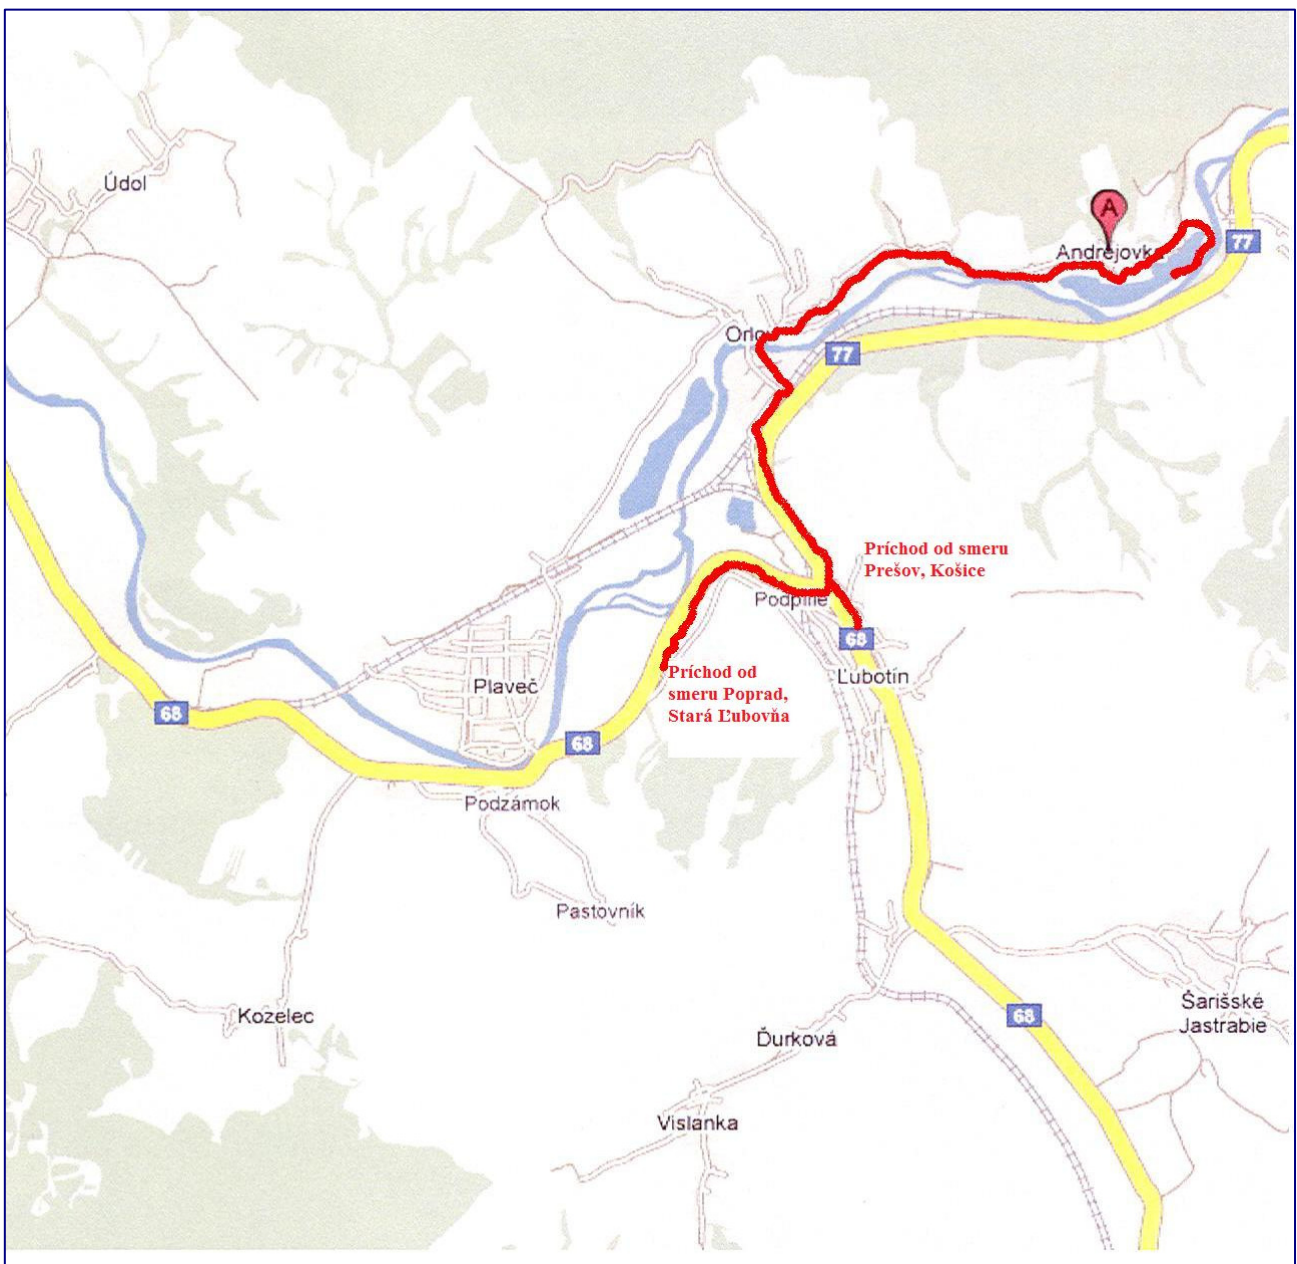 Údol
A
Andrejovka
77
Orlov
77
Príchod od smeru
Prešov, Košice
Podplne
68
Ľubotín
Príchod od
smeru Poprad,
Stará Ľubovňa
Plaveč
68
68
Podzámok
Pastovník
Kozelec
Šarišské
Jastrabie
68
Ďurková
Vislanka